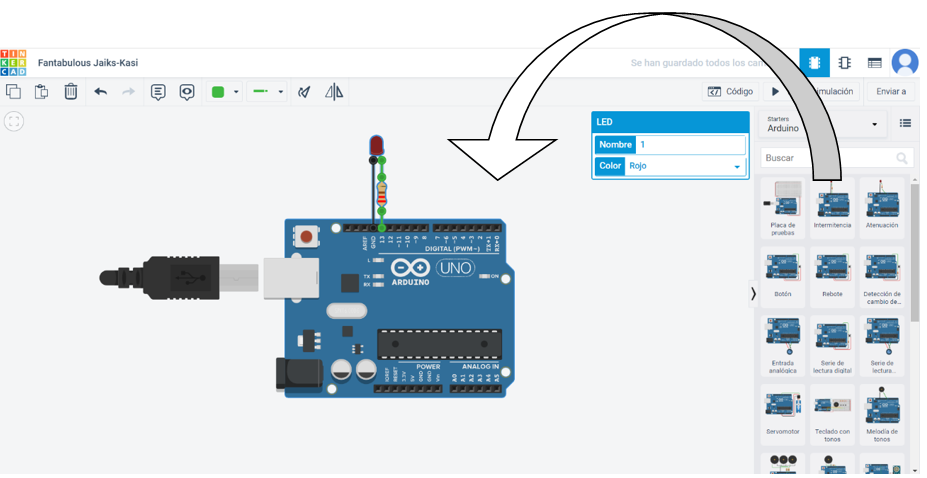 TIN
KER
CAD
Fantabulous Jaiks-Kasi
Se han guardado todos los
Código
imulación
Enviar a
LED
Nombre 1
Color Rojo
Starters
Arduino
Buscar
Placa de
pruebas
Intermitencia
Atenuación
Botón
Rebote
Detección de
cambio de...
Entrada
analógica
Serie de
lectura digital
Serie de
lectura...
Servomotor
Teclado con
tonos
Melodía de
tonos
AREF
GND
13
12
~11
~10
~9
8
7
~6
~5
4
~3
2
TX→1
RX←0
DIGITAL (PWM~)
L
TX
RX
UNO
ARDUINO
ON
POWER
ANALOG IN
IOREF
RESET
3.3V
5V
GND
GND
Vin
A0
A1
A2
A3
A4
A5